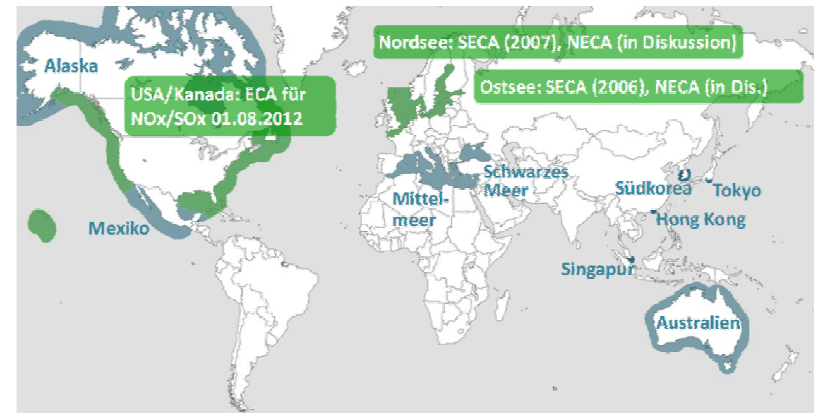 Nordsee: SECA (2007), NECA (in Diskussion)
Alaska
Ostsee: SECA (2006), NECA (in Dis.)
USA/Kanada: ECA für
NOx/SOx 01.08.2012
Schwarzes
Meer
Südkorea
Tokyo
Mittel-
meer
Mexiko
Hong Kong
Singapur
Australien